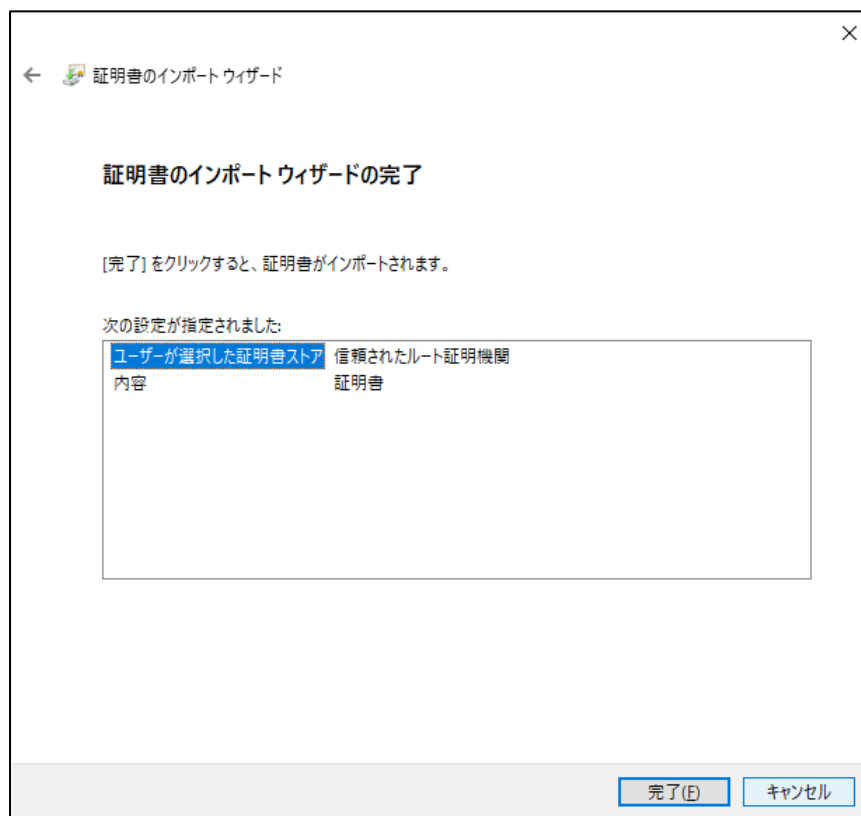 証明書のインポート ウィザード
証明書のインポート ウィザードの完了
[完了] をクリックすると、証明書がインポートされます。
次の設定が指定されました:
ユーザーが選択した証明書ストア 信頼されたルート証明機関
内容 証明書
完了(F) キャンセル